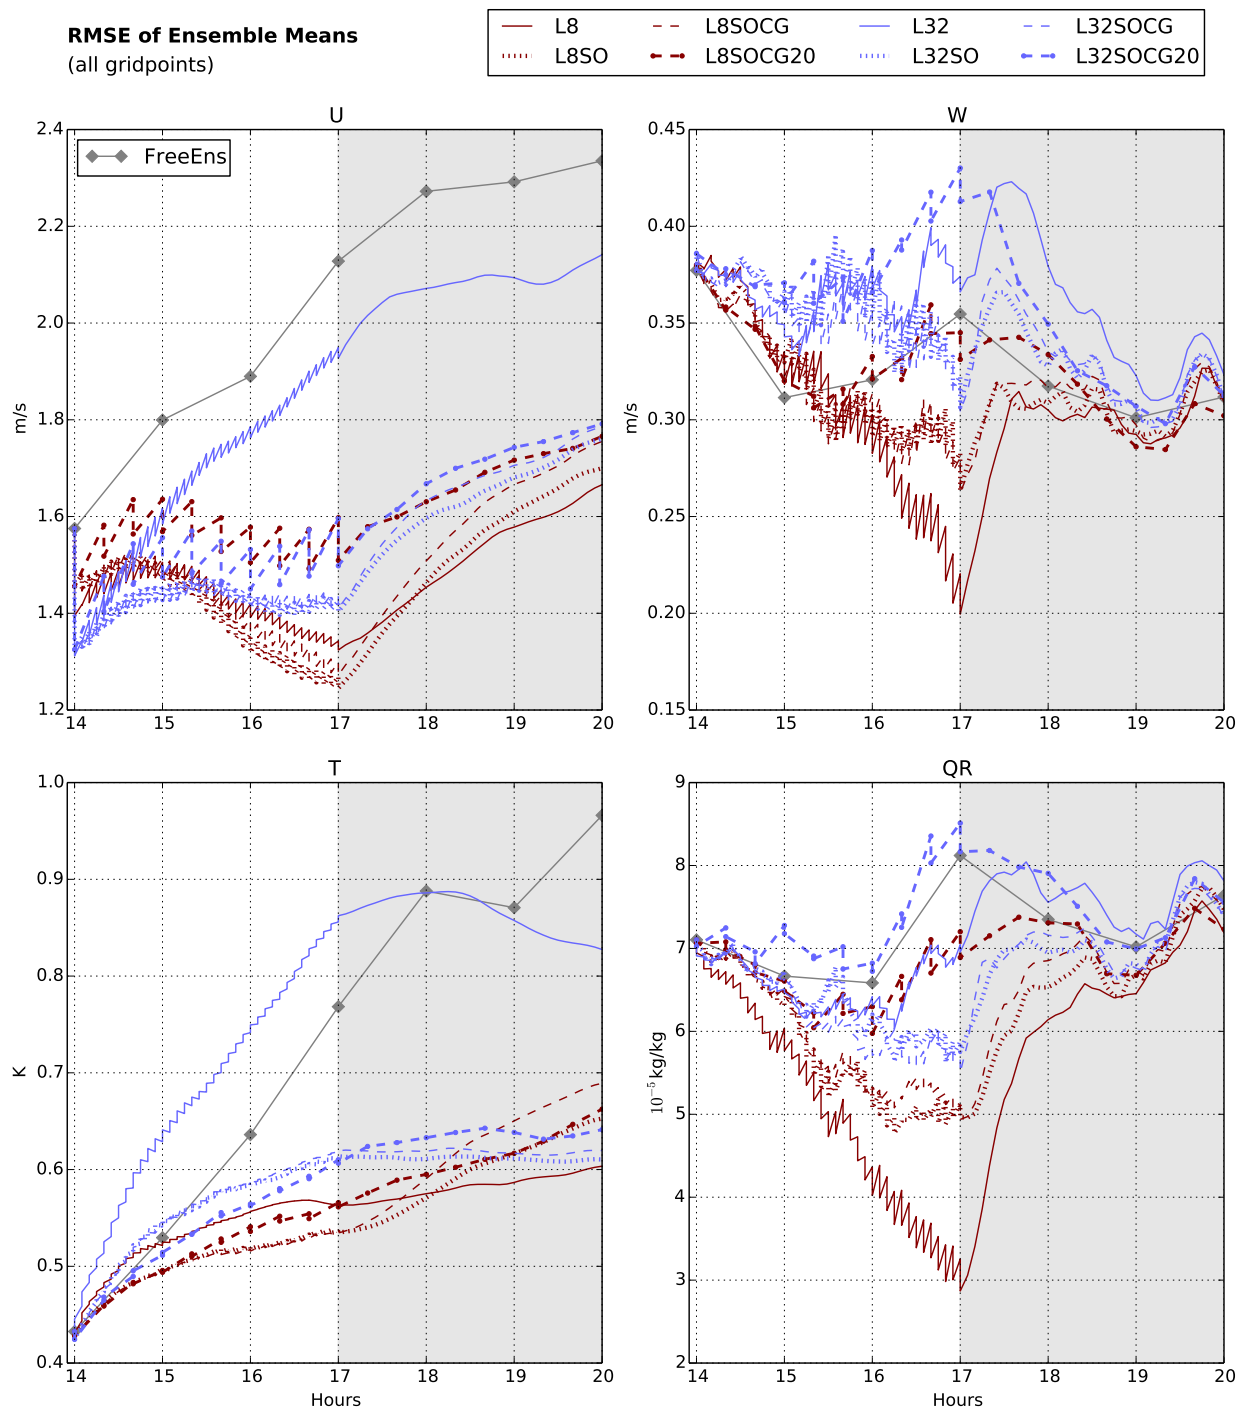 RMSE of Ensemble Means
(all gridpoints)
L8 L8SOCG L32 L32SOCG
L8SO L8SOCG20 L32SO L32SOCG20
U
FreeEns
m/s
2.4
2.2
2.0
1.8
1.6
1.4
1.2
14 15 16 17 18 19 20
W
m/s
0.45
0.40
0.35
0.30
0.25
0.20
0.15
14 15 16 17 18 19 20
T
K
1.0
0.9
0.8
0.7
0.6
0.5
0.4
14 15 16 17 18 19 20
Hours
QR
10⁻⁵ kg/kg
9
8
7
6
5
4
3
2
14 15 16 17 18 19 20
Hours